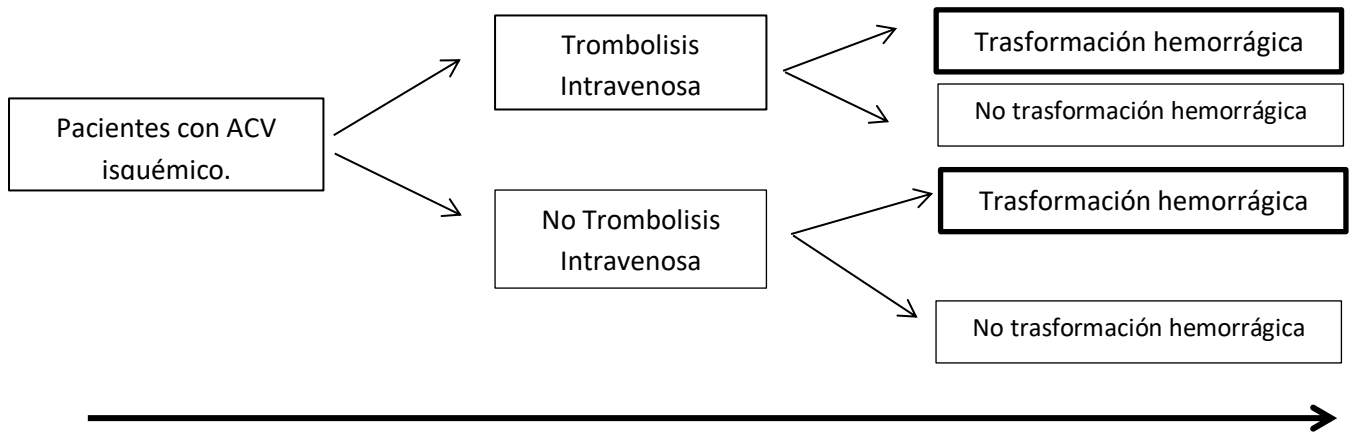 Pacientes con ACV
isquémico.
Trombolisis
Intravenosa
No Trombolisis
Intravenosa
Trasformación hemorrágica
No trasformación hemorrágica
Trasformación hemorrágica
No trasformación hemorrágica